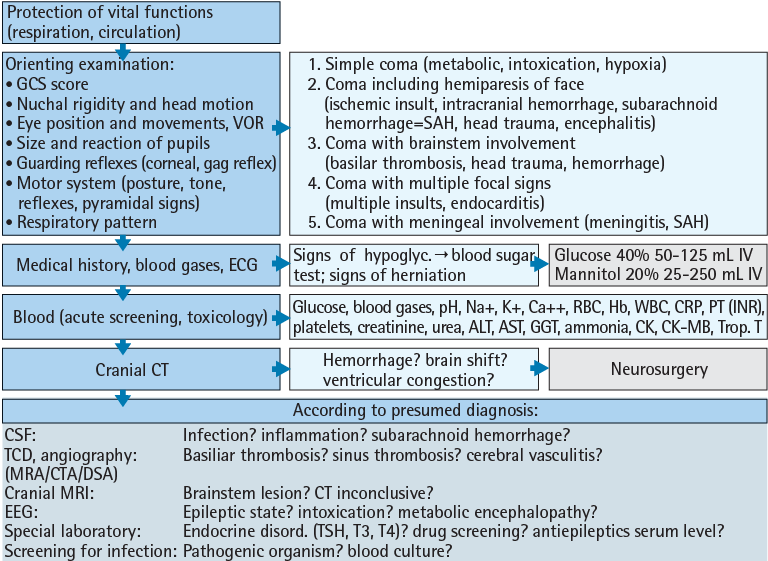 Protection of vital functions
(respiration, circulation)
Orienting examination:
• GCS score
• Nuchal rigidity and head motion
• Eye position and movements, VOR
• Size and reaction of pupils
• Guarding reflexes (corneal, gag reflex)
• Motor system (posture, tone,
reflexes, pyramidal signs)
• Respiratory pattern
1. Simple coma (metabolic, intoxication, hypoxia)
2. Coma including hemiparesis of face
(ischemic insult, intracranial hemorrhage, subarachnoid
hemorrhage=SAH, head trauma, encephalitis)
3. Coma with brainstem involvement
(basilar thrombosis, head trauma, hemorrhage)
4. Coma with multiple focal signs
(multiple insults, endocarditis)
5. Coma with meningeal involvement (meningitis, SAH)
Medical history, blood gases, ECG
Signs of hypoglyc. → blood sugar
test; signs of herniation
Glucose 40% 50-125 mL IV
Mannitol 20% 25-250 mL IV
Blood (acute screening, toxicology)
Glucose, blood gases, pH, Na+, K+, Ca++, RBC, Hb, WBC, CRP, PT (INR),
platelets, creatinine, urea, ALT, AST, GGT, ammonia, CK, CK-MB, Trop. T
Cranial CT
Hemorrhage? brain shift?
ventricular congestion?
Neurosurgery
According to presumed diagnosis:
CSF: Infection? inflammation? subarachnoid hemorrhage?
TCD, angiography: Basiliar thrombosis? sinus thrombosis? cerebral vasculitis?
(MRA/CTA/DSA)
Cranial MRI: Brainstem lesion? CT inconclusive?
EEG: Epileptic state? intoxication? metabolic encephalopathy?
Special laboratory: Endocrine disord. (TSH, T3, T4)? drug screening? antiepileptics serum level?
Screening for infection: Pathogenic organism? blood culture?